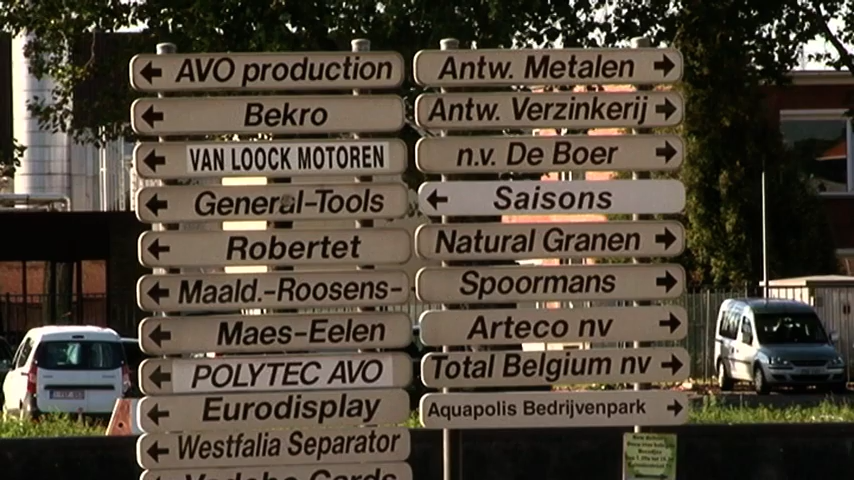 AVO production
Bekro
VAN LOOCK MOTOREN
General-Tools
Robertet
Maald.-Roosens-
Maes-Eelen
POLYTEC AVO
Eurodisplay
Westfalia Separator
Antw. Metalen
Antw. Verzinkerij
n.v. De Boer
Saisons
Natural Granen
Spoormans
Arteco nv
Total Belgium nv
Aquapolis Bedrijvenpark